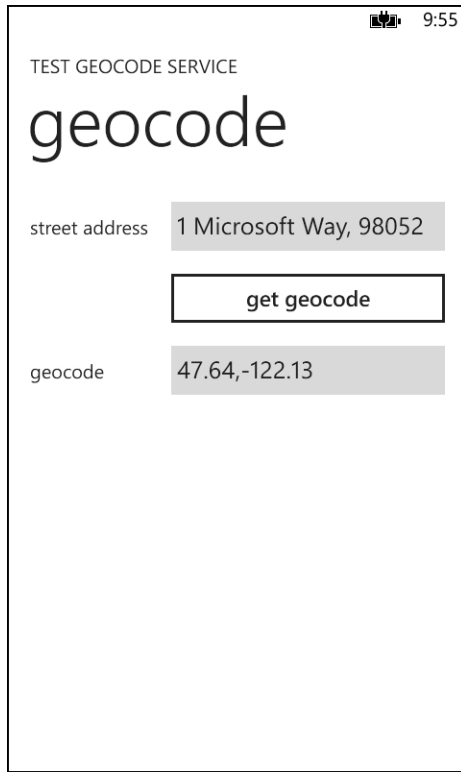 9:55
TEST GEOCODE SERVICE
geocode
street address 1 Microsoft Way, 98052
get geocode
geocode 47.64,-122.13